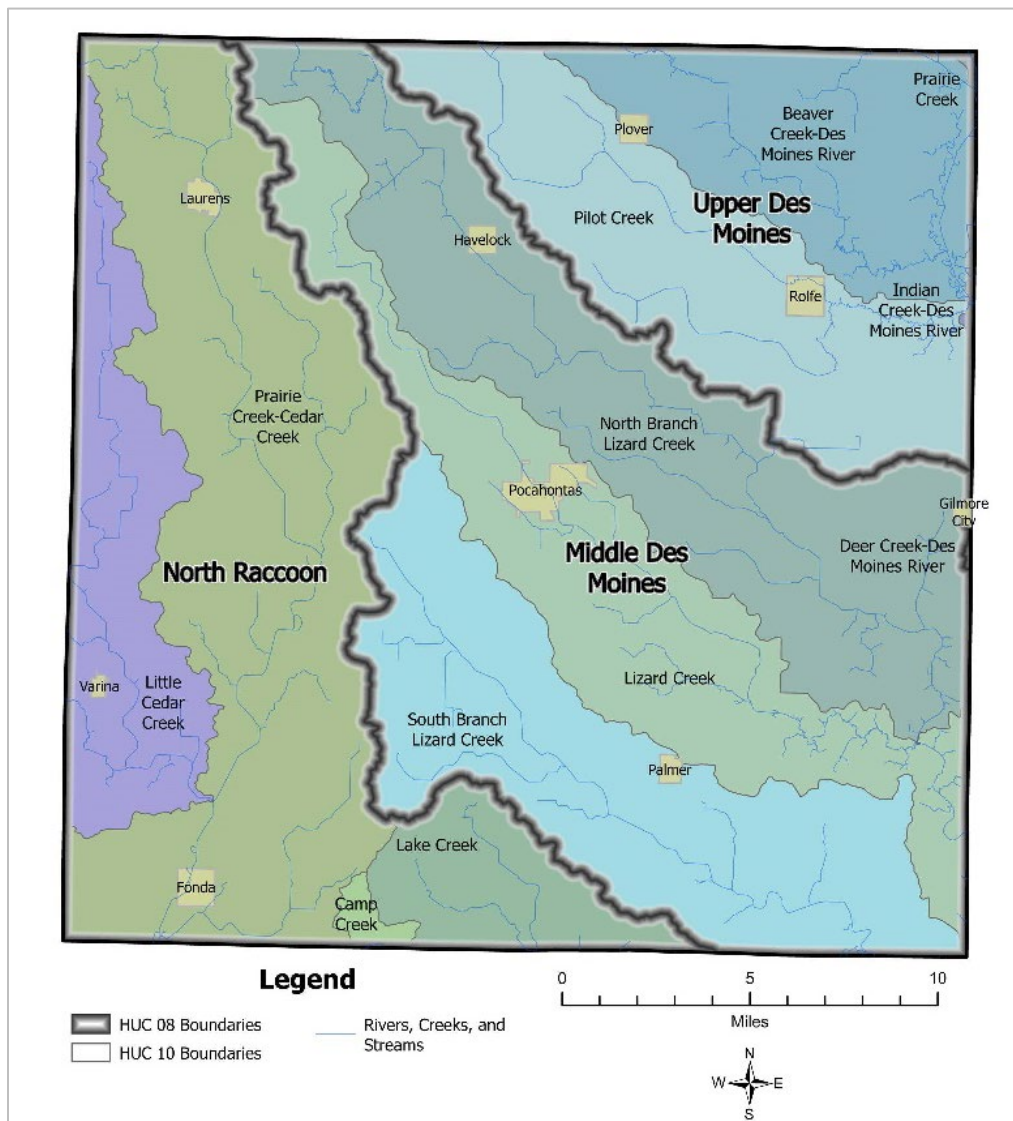 Prairie
Creek
Beaver
Creek-Des
Moines River
Plover
Laurens
Upper Des
Moines
Pilot Creek
Havelock
Rolfe
Indian
Creek-Des
Moines River
Prairie
Creek-Cedar
Creek
North Branch
Lizard Creek
Pocahontas
Gilmore
City
Deer Creek-Des
Moines River
Middle Des
Moines
North Raccoon
Varina
Little
Cedar
Creek
Lizard Creek
South Branch
Lizard Creek
Palmer
Lake Creek
Fonda
Camp
Creek
Legend
HUC 08 Boundaries
HUC 10 Boundaries
Rivers, Creeks, and
Streams
0 5 10
Miles
N
W E
S